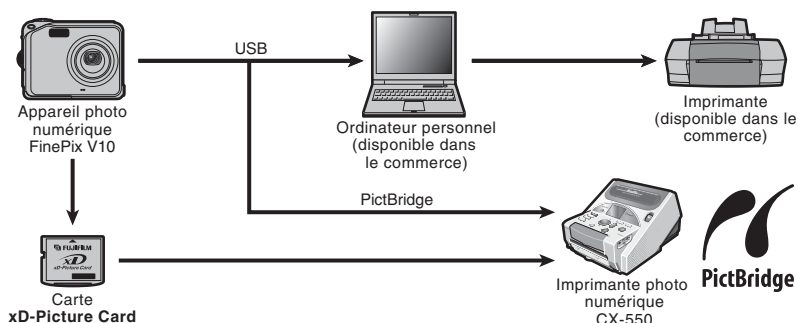 USB
Appareil photo
numérique
FinePix V10
Ordinateur personnel
(disponible dans
le commerce)
Imprimante
(disponible dans le
commerce)
PictBridge
FUJIFILM
xD
xD-Picture Card
Carte
xD-Picture Card
Imprimante photo
numérique
CX-550
PictBridge